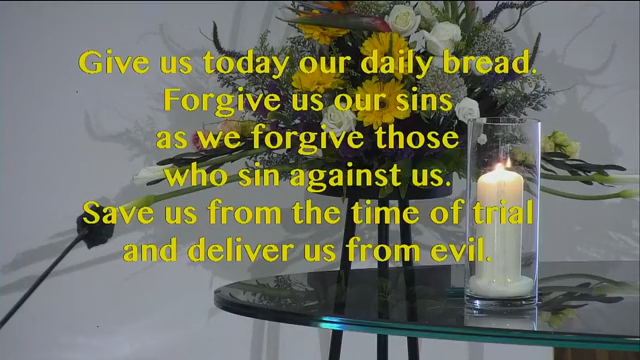 Give us today our daily bread.
Forgive us our sins
as we forgive those
who sin against us.
Save us from the time of trial
and deliver us from evil.